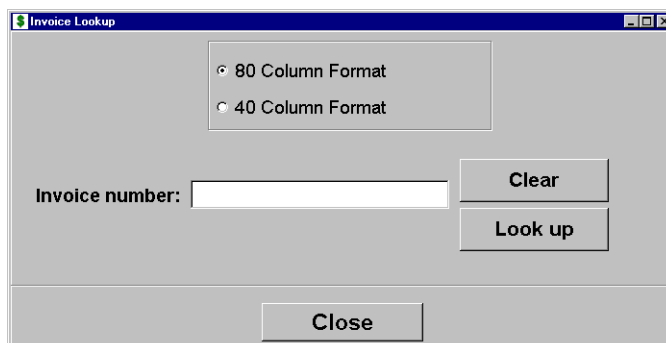 $ Invoice Lookup
80 Column Format
40 Column Format
Invoice number:
Clear
Look up
Close